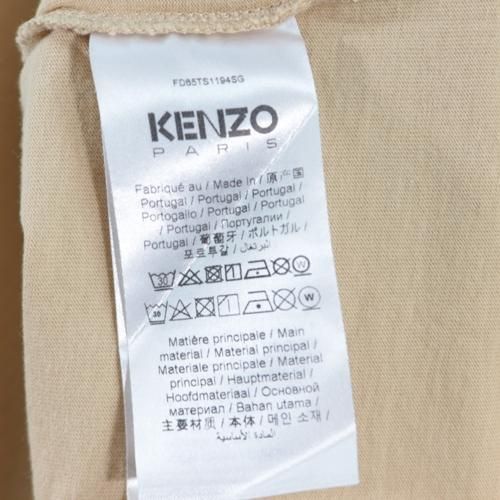 FD65TS1194SG
KENZO
PARIS
Fabriqué au / Made in / 原产国
Portugal / Portugal / Portugal /
Portogallo / Portugal / Portugal
/ Portugal / Португалии /
Portugal / 葡萄牙 / ポルトガル /
포르투갈 / البرتغال
30 W
30 W
Matière principale / Main
material / Material principal /
Materiale principale / Material
principal / Hauptmaterial /
Hoofdmateriaal / Основной
материал / Bahan utama /
主要材质 / 本体 / 메인 소재 /
المادة الأساسية